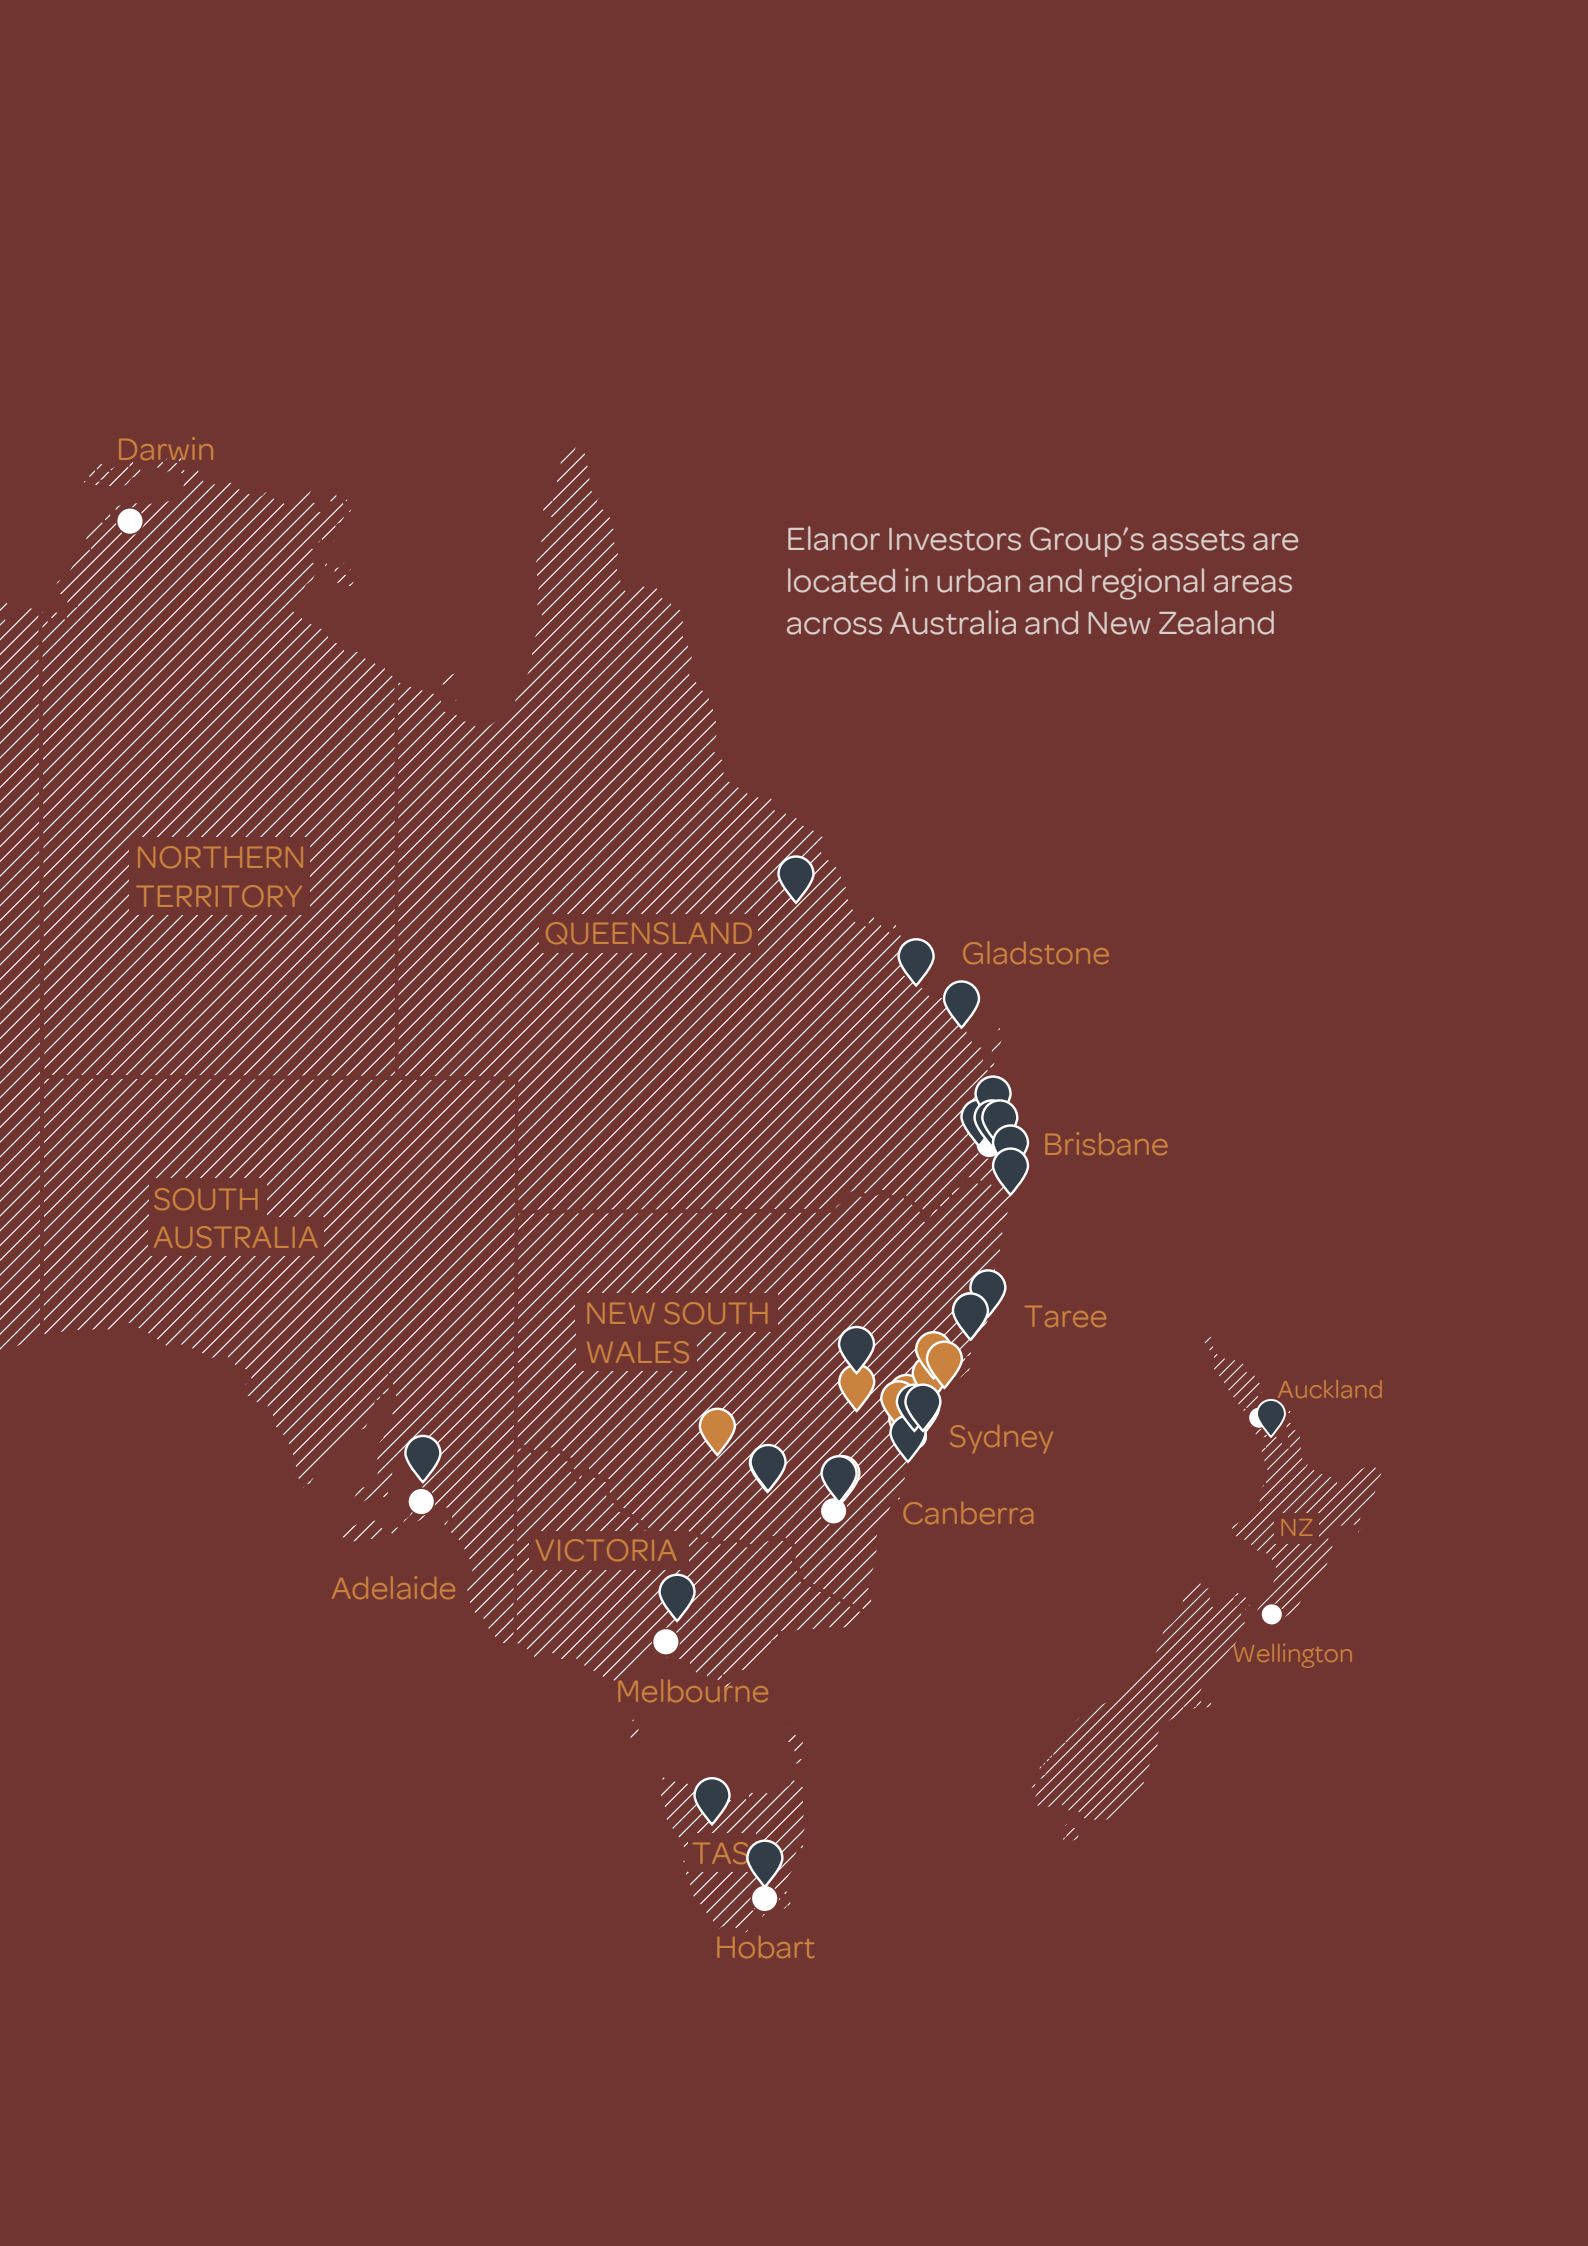 Darwin
Elanor Investors Group's assets are
located in urban and regional areas
across Australia and New Zealand
NORTHERN
TERRITORY
QUEENSLAND
Gladstone
Brisbane
SOUTH
AUSTRALIA
NEW SOUTH
WALES
Taree
Auckland
Sydney
Canberra
NZ
VICTORIA
Adelaide
Wellington
Melbourne
TAS
Hobart